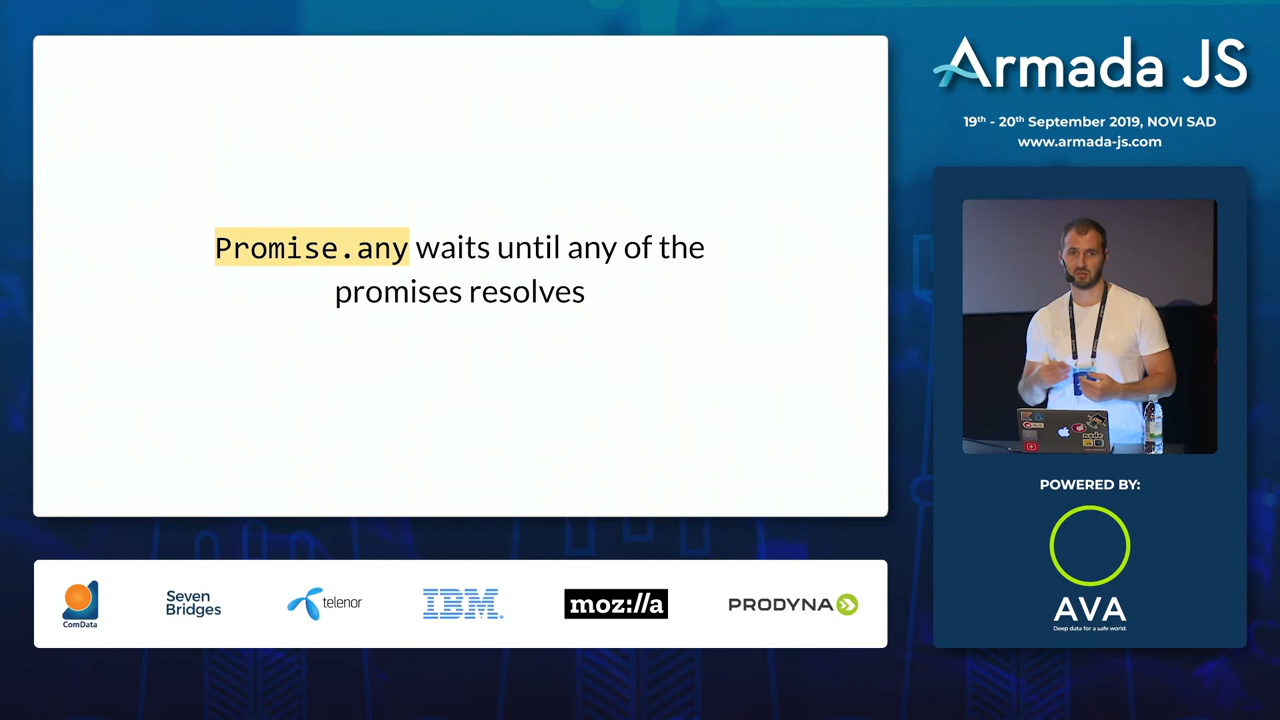 Promise.any waits until any of the
promises resolves
Armada JS
19th - 20th September 2019, NOVI SAD
www.armada-js.com
POWERED BY:
AVA
Deep data for a safe world.
ComData
Seven
Bridges
telenor
IBM.
moz://a
PRODYNA
node